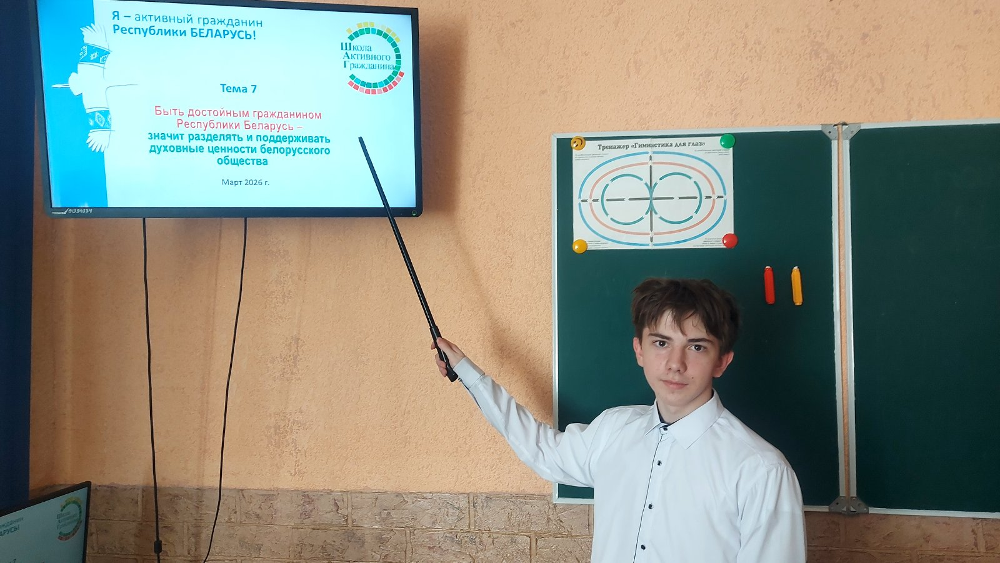 Я – активный гражданин
Республики БЕЛАРУСЬ!
Школа
Активного
Гражданина
Тема 7
Быть достойным гражданином
Республики Беларусь –
значит разделять и поддерживать
духовные ценности белорусского
общества
Март 2026 г.
TOSHIBA
Тренажер «Гимнастика для глаз»